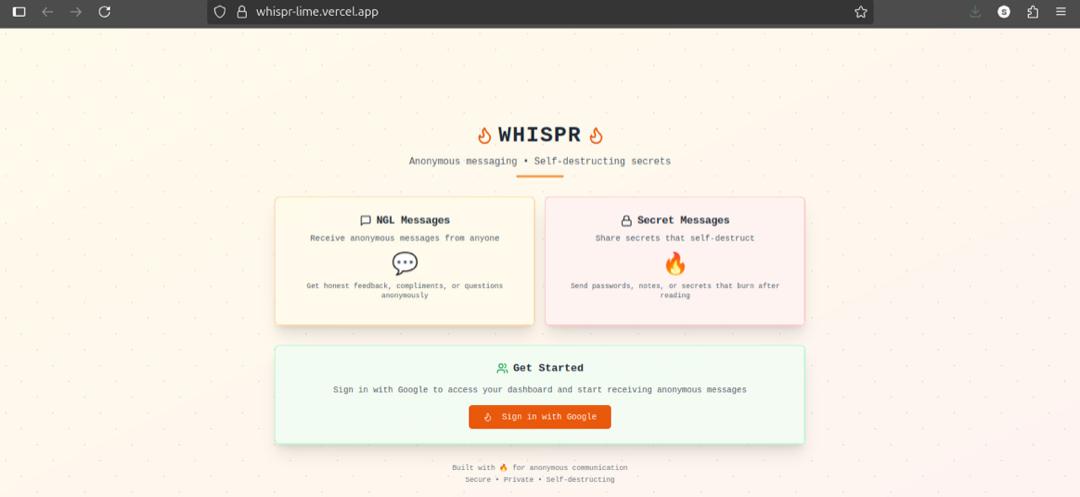 whispr-lime.vercel.app
S
WHISPR
Anonymous messaging • Self-destructing secrets
NGL Messages
Receive anonymous messages from anyone
Get honest feedback, compliments, or questions
anonymously
Secret Messages
Share secrets that self-destruct
Send passwords, notes, or secrets that burn after
reading
Get Started
Sign in with Google to access your dashboard and start receiving anonymous messages
Sign in with Google
Built with 🔥 for anonymous communication
Secure • Private • Self-destructing